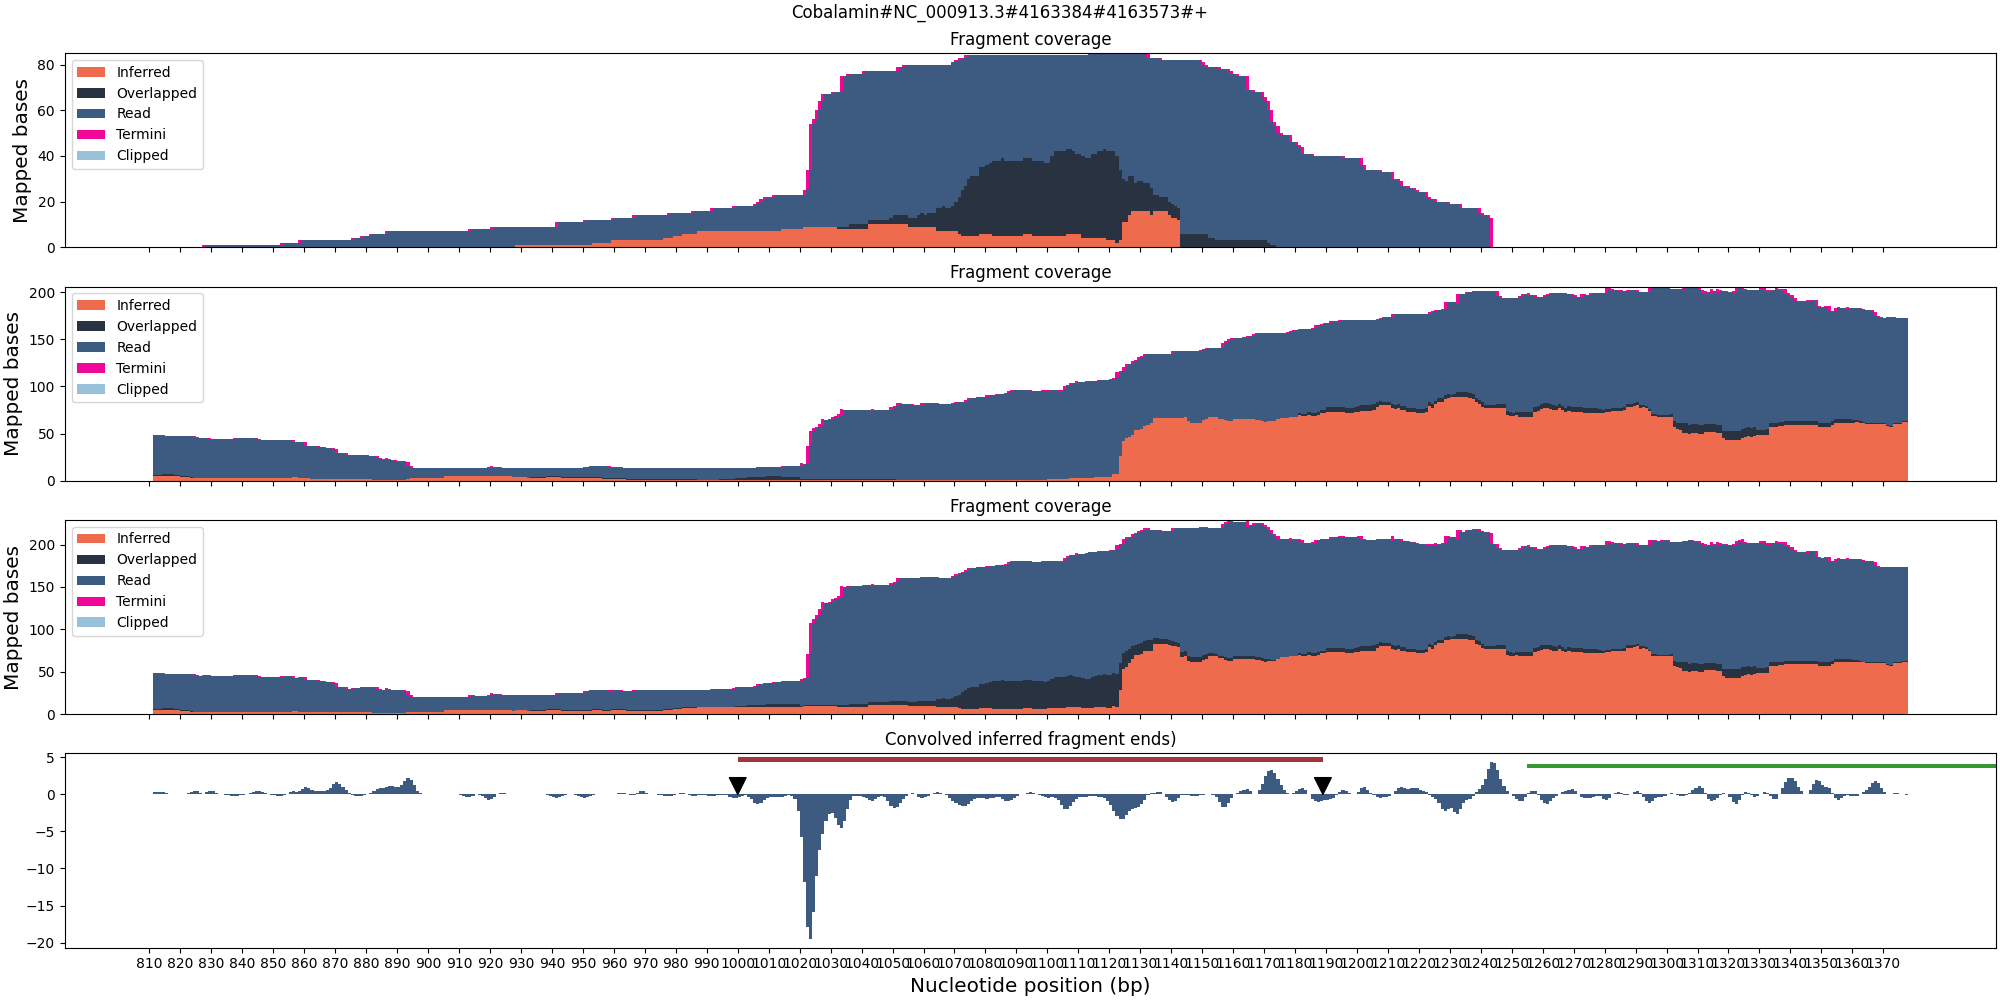 Cobalamin#NC_000913.3#4163384#4163573#+
Fragment coverage
Mapped bases
80
60
40
20
0
Inferred
Overlapped
Read
Termini
Clipped
Fragment coverage
Mapped bases
200
150
100
50
0
Inferred
Overlapped
Read
Termini
Clipped
Fragment coverage
Mapped bases
200
150
100
50
0
Inferred
Overlapped
Read
Termini
Clipped
Convolved inferred fragment ends)
5
0
−5
−10
−15
−20
810 820 830 840 850 860 870 880 890 900 910 920 930 940 950 960 970 980 990 1000 1010 1020 1030 1040 1050 1060 1070 1080 1090 1100 1110 1120 1130 1140 1150 1160 1170 1180 1190 1200 1210 1220 1230 1240 1250 1260 1270 1280 1290 1300 1310 1320 1330 1340 1350 1360 1370
Nucleotide position (bp)